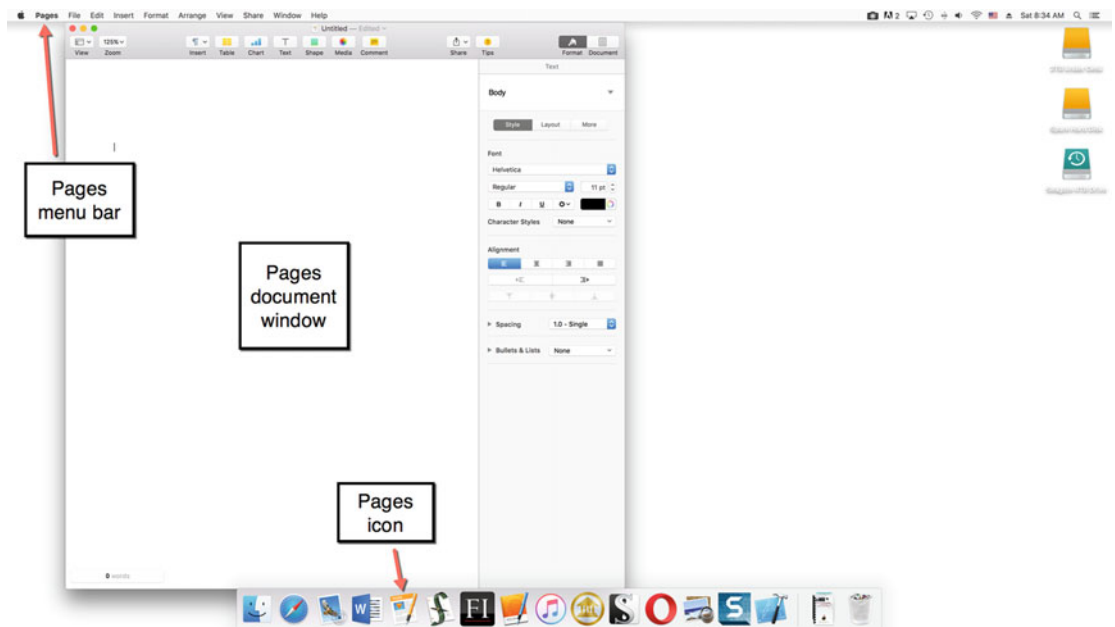 Pages File Edit Insert Format Arrange View Share Window Help
2
Sat 8:34 AM
Untitled — Edited
125%
View Zoom Insert Table Chart Text Shape Media Comment Share Tips Format Document
Text
Body
Style Layout More
Font
Helvetica
Regular 11 pt
B I U
Character Styles None
Alignment
Spacing 1.0 - Single
Bullets & Lists None
Pages
menu bar
Pages
document
window
Pages
icon
0 words
W
FI
S
S